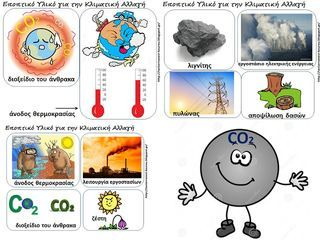 Εποπτικό Υλικό για την Κλιματική Αλλαγή
διοξείδιο του άνθρακα
άνοδος θερμοκρασίας
Εποπτικό Υλικό για την Κλιματική Αλλαγή
λιγνίτης
εργοστάσιο ηλεκτρικής ενέργειας
πυλώνας
αποψίλωση δασών
Εποπτικό Υλικό για την Κλιματική Αλλαγή
άνοδος θερμοκρασίας
λειτουργία εργοστασίων
CO2
CO2
ζέστη
διοξείδιο του άνθρακα
CO2